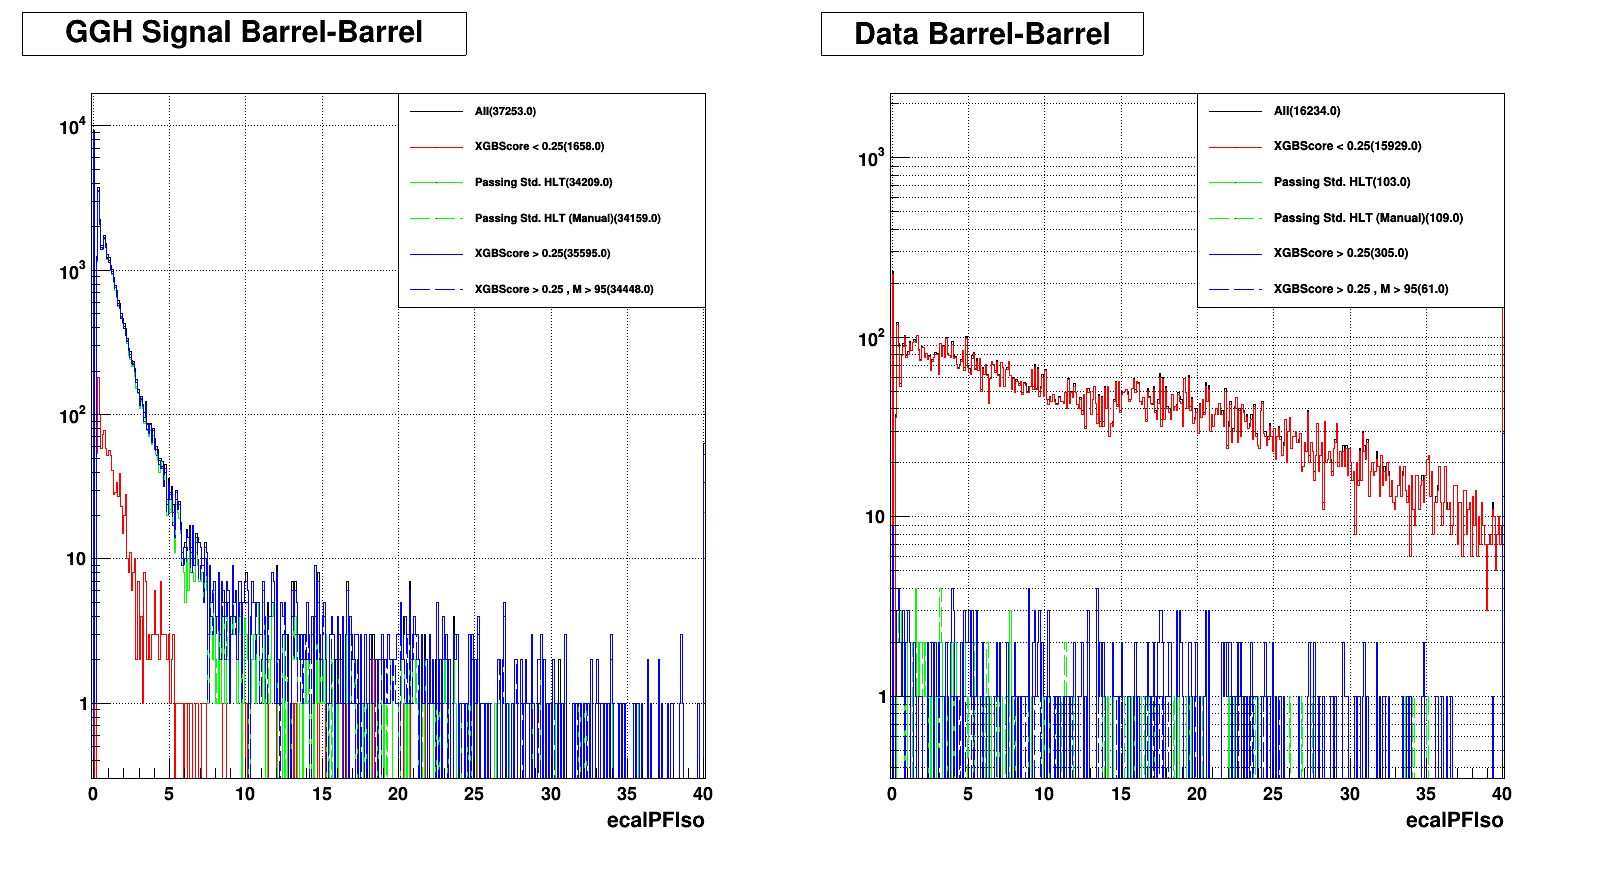 GGH Signal Barrel-Barrel
All(37253.0)
XGBScore < 0.25(1658.0)
Passing Std. HLT(34209.0)
Passing Std. HLT (Manual)(34159.0)
XGBScore > 0.25(35595.0)
XGBScore > 0.25 , M > 95(34448.0)
10^4
10^3
10^2
10
1
0 5 10 15 20 25 30 35 40
ecalPFIso
Data Barrel-Barrel
All(16234.0)
XGBScore < 0.25(15929.0)
Passing Std. HLT(103.0)
Passing Std. HLT (Manual)(109.0)
XGBScore > 0.25(305.0)
XGBScore > 0.25 , M > 95(61.0)
10^3
10^2
10
1
0 5 10 15 20 25 30 35 40
ecalPFIso